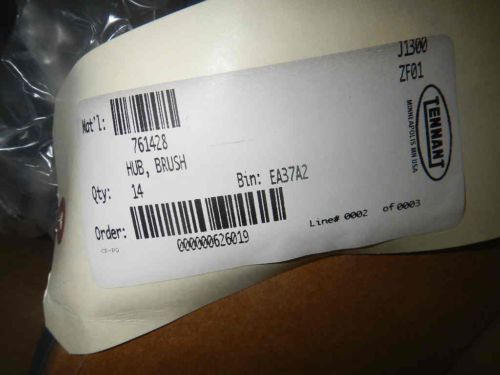 J1300
ZF01
Mat'l:
761428
HUB, BRUSH
Qty: 14
Bin: EA37A2
Order:
000000626019
Line# 0002 of 0003
TENNANT
MINNEAPOLIS MN USA